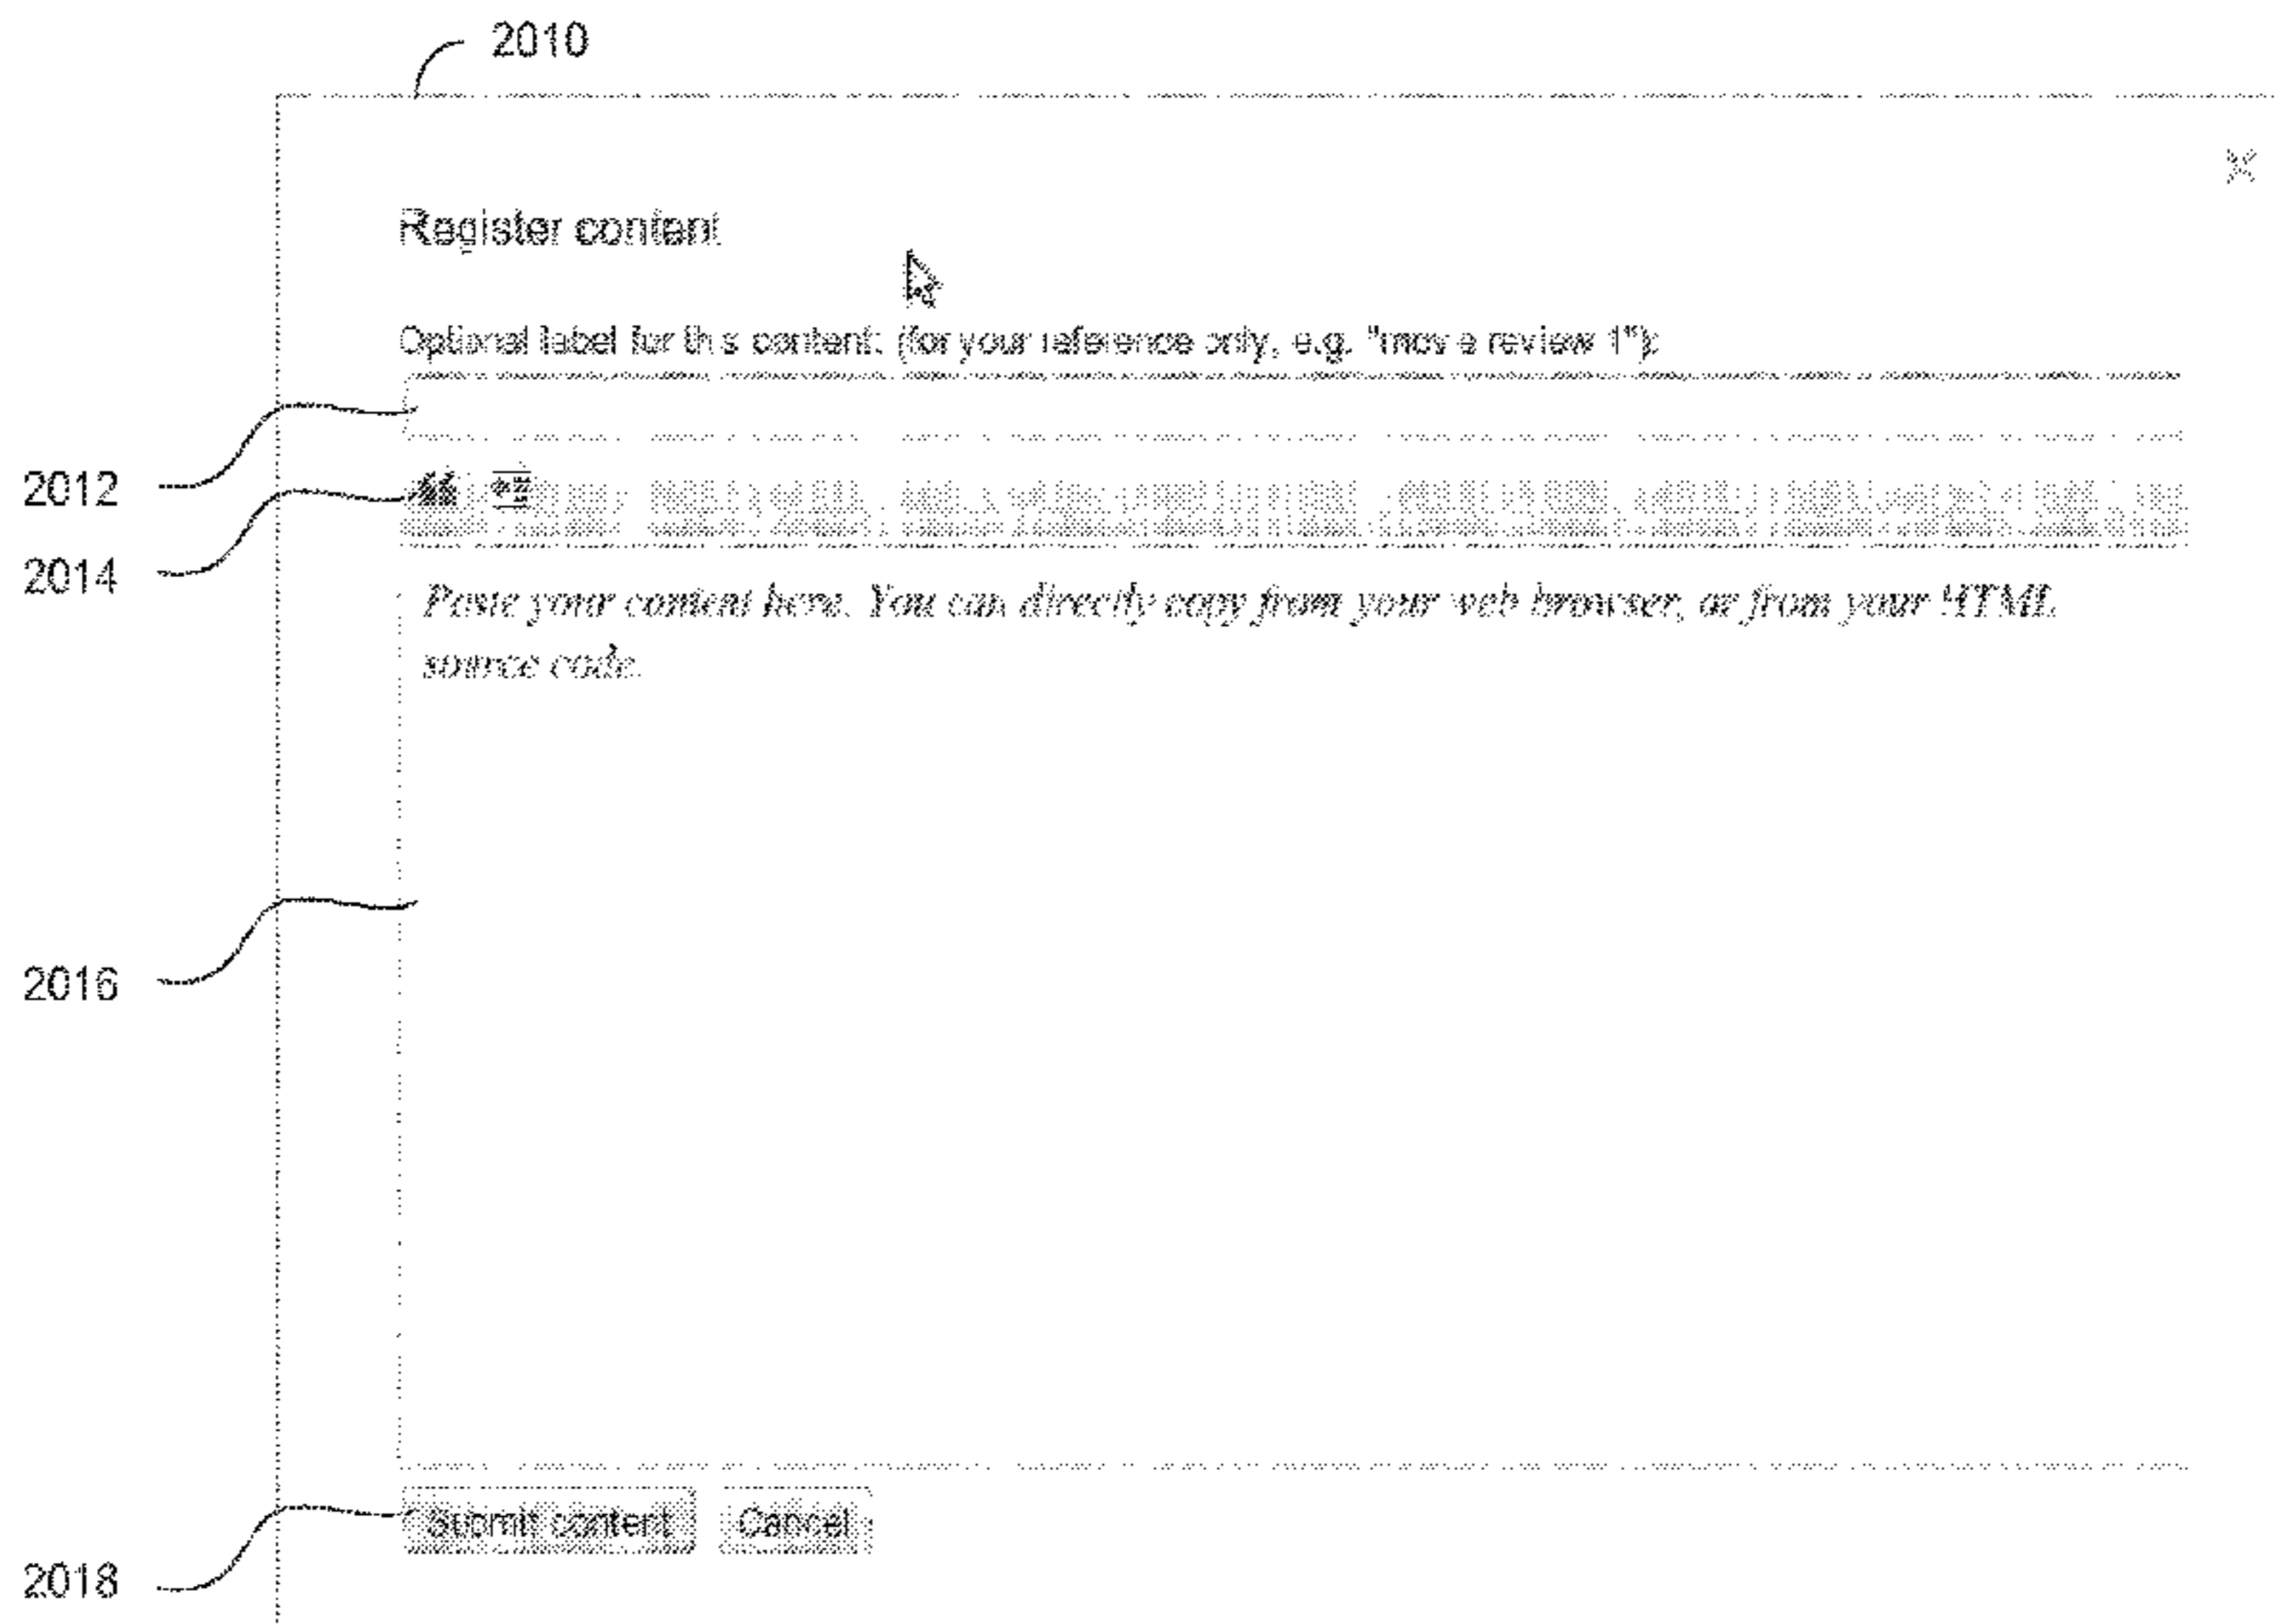 2010
Register content
Optional label for this content: (for your reference only, e.g. "movie review 1"):
2012
2014
Paste your content here. You can directly copy from your web browser, or from your HTML
source code.
2016
Submit content Cancel
2018